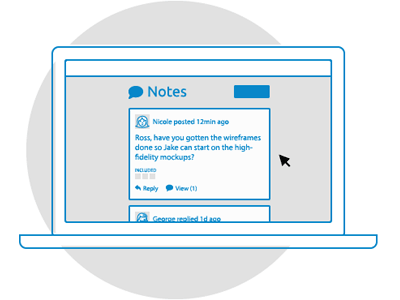 Notes
Nicole posted 12min ago
Ross, have you gotten the wireframes
done so Jake can start on the high-
fidelity mockups?
INCLUDED
Reply View (1)
George replied 1d ago